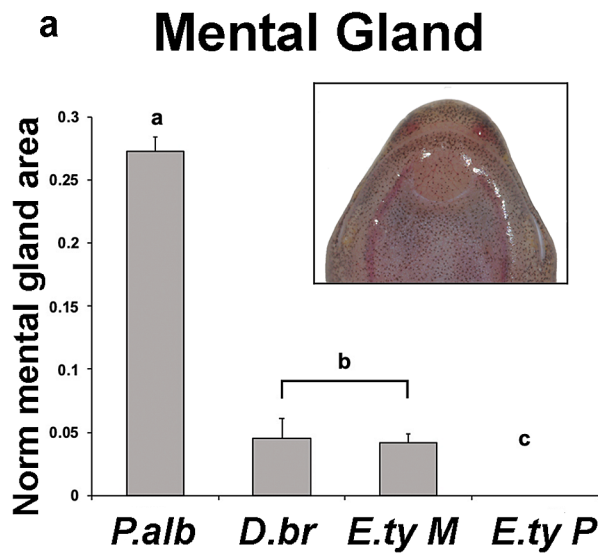 a
Mental Gland
Norm mental gland area
0.3
0.25
0.2
0.15
0.1
0.05
0
a
b
c
P.alb D.br E.ty M E.ty P